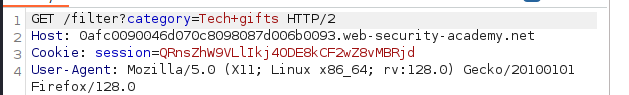 1 GET /filter?category=Tech+gifts HTTP/2
2 Host: 0afc0090046d070c8098087d006b0093.web-security-academy.net
3 Cookie: session=QRnsZhW9VLlIkj4ODE8kCF2wZ8vMBRjd
4 User-Agent: Mozilla/5.0 (X11; Linux x86_64; rv:128.0) Gecko/20100101
Firefox/128.0